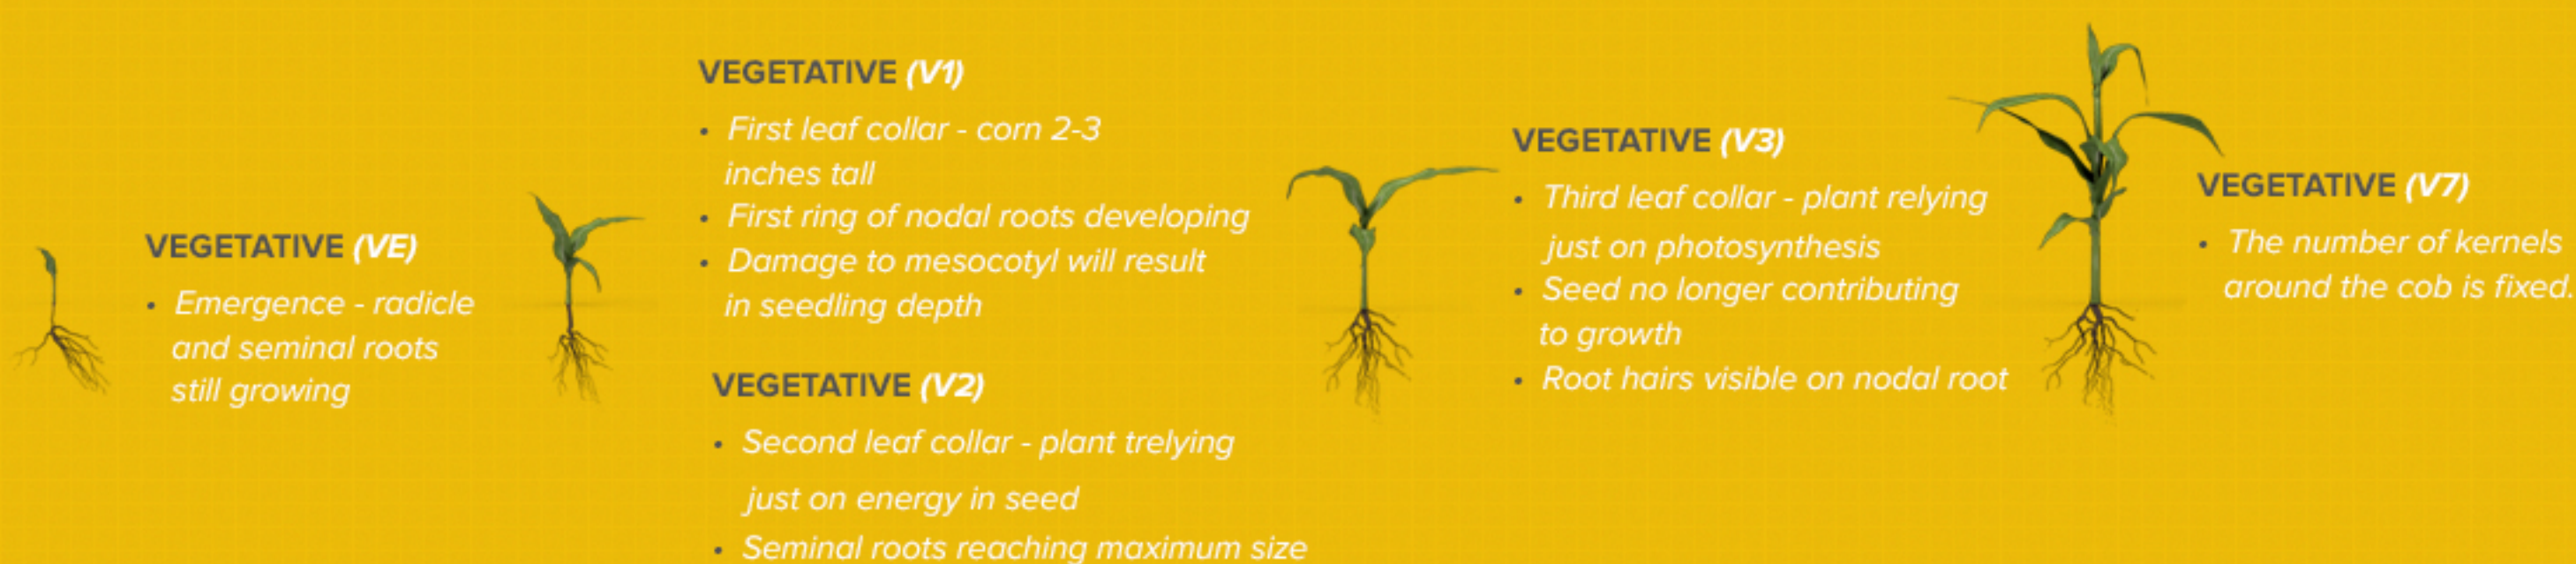 VEGETATIVE (VE)
• Emergence - radicle
and seminal roots
still growing
VEGETATIVE (V1)
• First leaf collar - corn 2-3
inches tall
• First ring of nodal roots developing
• Damage to mesocotyl will result
in seedling depth
VEGETATIVE (V2)
• Second leaf collar - plant trelying
just on energy in seed
• Seminal roots reaching maximum size
VEGETATIVE (V3)
• Third leaf collar - plant relying
just on photosynthesis
• Seed no longer contributing
to growth
• Root hairs visible on nodal root
VEGETATIVE (V7)
• The number of kernels
around the cob is fixed.